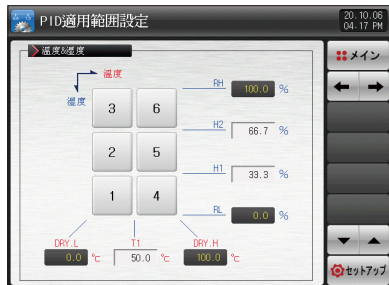 PID適用範囲設定
20.10.06
04-17 PM
温度&湿度
温度
湿度
3 6
2 5
1 4
RH 100.0 %
H2 66.7 %
H1 33.3 %
RL 0.0 %
DRY.L T1 DRY.H
0.0 ℃ 50.0 ℃ 100.0 ℃
メイン
セットアップ